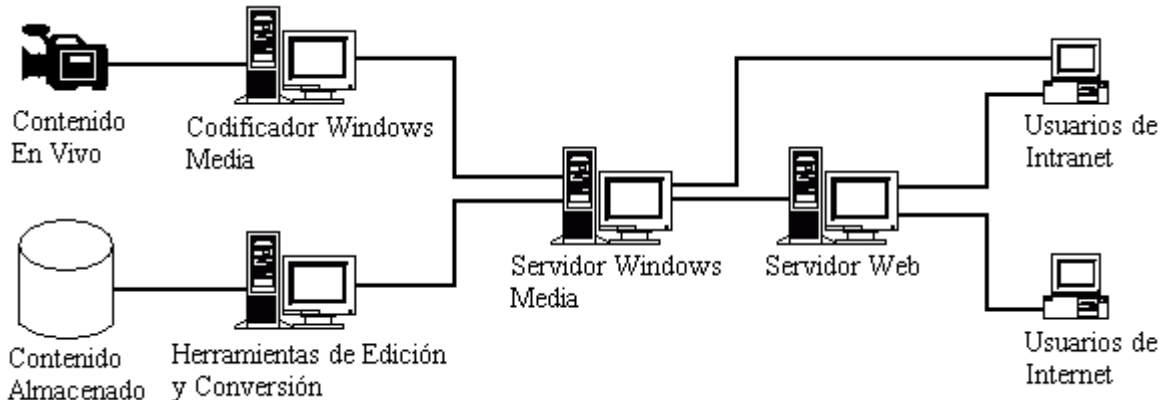 Contenido
En Vivo
Codificador Windows
Media
Usuarios de
Intranet
Servidor Windows
Media
Servidor Web
Contenido
Almacenado
Herramientas de Edición
y Conversión
Usuarios de
Internet